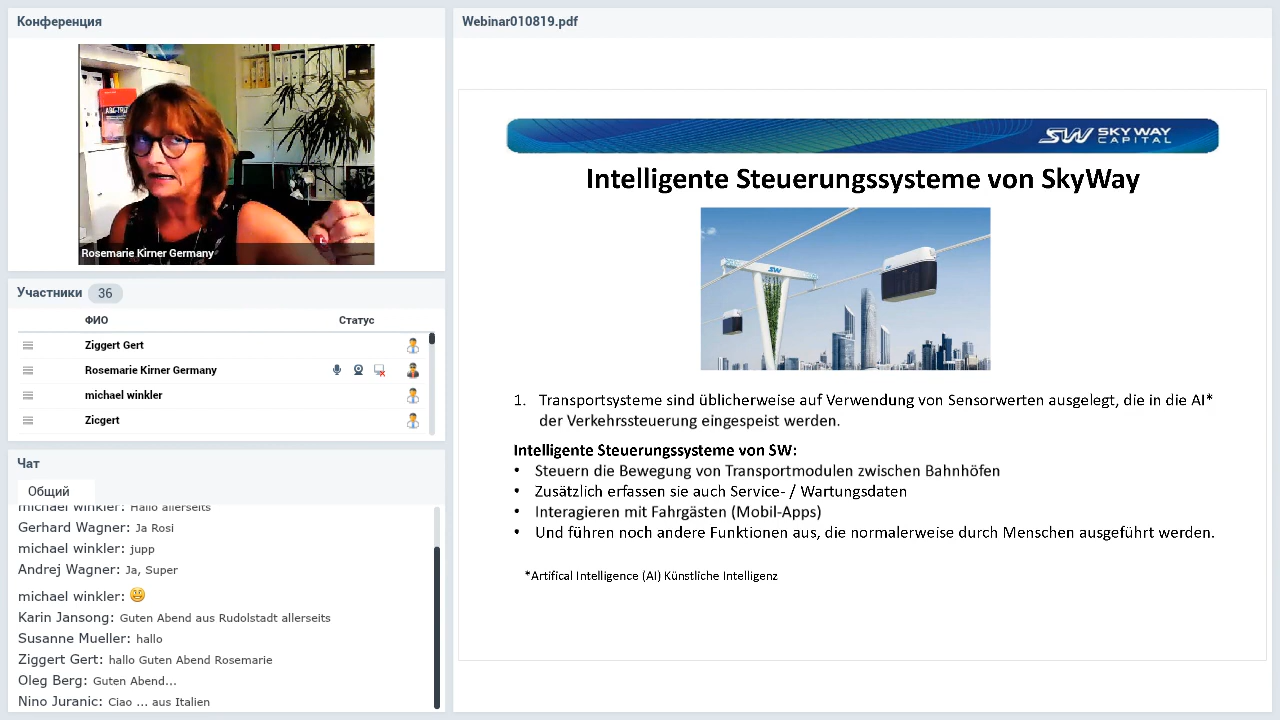 Конференция
Rosemarie Kirner Germany
Участники 36
ФИО Статус
Ziggert Gert
Rosemarie Kirner Germany
michael winkler
Zicgert
Чат
Общий
michael winkler: Hallo allerseits
Gerhard Wagner: Ja Rosi
michael winkler: jupp
Andrej Wagner: Ja, Super
michael winkler: 😀
Karin Jansong: Guten Abend aus Rudolstadt allerseits
Susanne Mueller: hallo
Ziggert Gert: hallo Guten Abend Rosemarie
Oleg Berg: Guten Abend...
Nino Juranic: Ciao ... aus Italien
Webinar010819.pdf
SW SKY WAY
CAPITAL
Intelligente Steuerungssysteme von SkyWay
SW
SW
1. Transportsysteme sind üblicherweise auf Verwendung von Sensorwerten ausgelegt, die in die AI*
der Verkehrssteuerung eingespeist werden.
Intelligente Steuerungssysteme von SW:
• Steuern die Bewegung von Transportmodulen zwischen Bahnhöfen
• Zusätzlich erfassen sie auch Service- / Wartungsdaten
• Interagieren mit Fahrgästen (Mobil-Apps)
• Und führen noch andere Funktionen aus, die normalerweise durch Menschen ausgeführt werden.
*Artifical Intelligence (AI) Künstliche Intelligenz